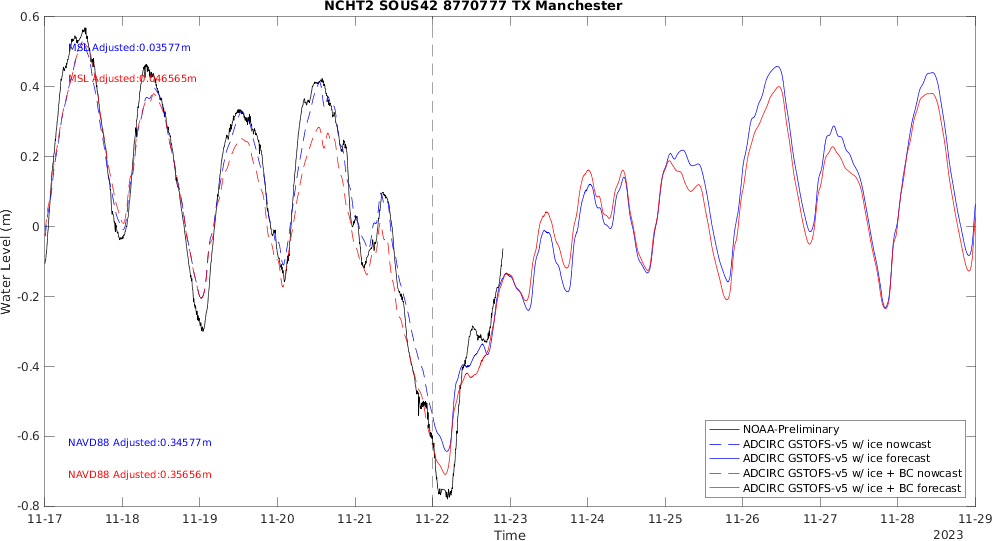 NCHT2 SOUS42 8770777 TX Manchester
0.6
MSL Adjusted:0.03577m
MSL Adjusted:0.046565m
0.4
0.2
0
-0.2
-0.4
-0.6
-0.8
Water Level (m)
NAVD88 Adjusted:0.34577m
NAVD88 Adjusted:0.35656m
NOAA-Preliminary
ADCIRC GSTOFS-v5 w/ ice nowcast
ADCIRC GSTOFS-v5 w/ ice forecast
ADCIRC GSTOFS-v5 w/ ice + BC nowcast
ADCIRC GSTOFS-v5 w/ ice + BC forecast
11-17 11-18 11-19 11-20 11-21 11-22 11-23 11-24 11-25 11-26 11-27 11-28 11-29
Time
2023